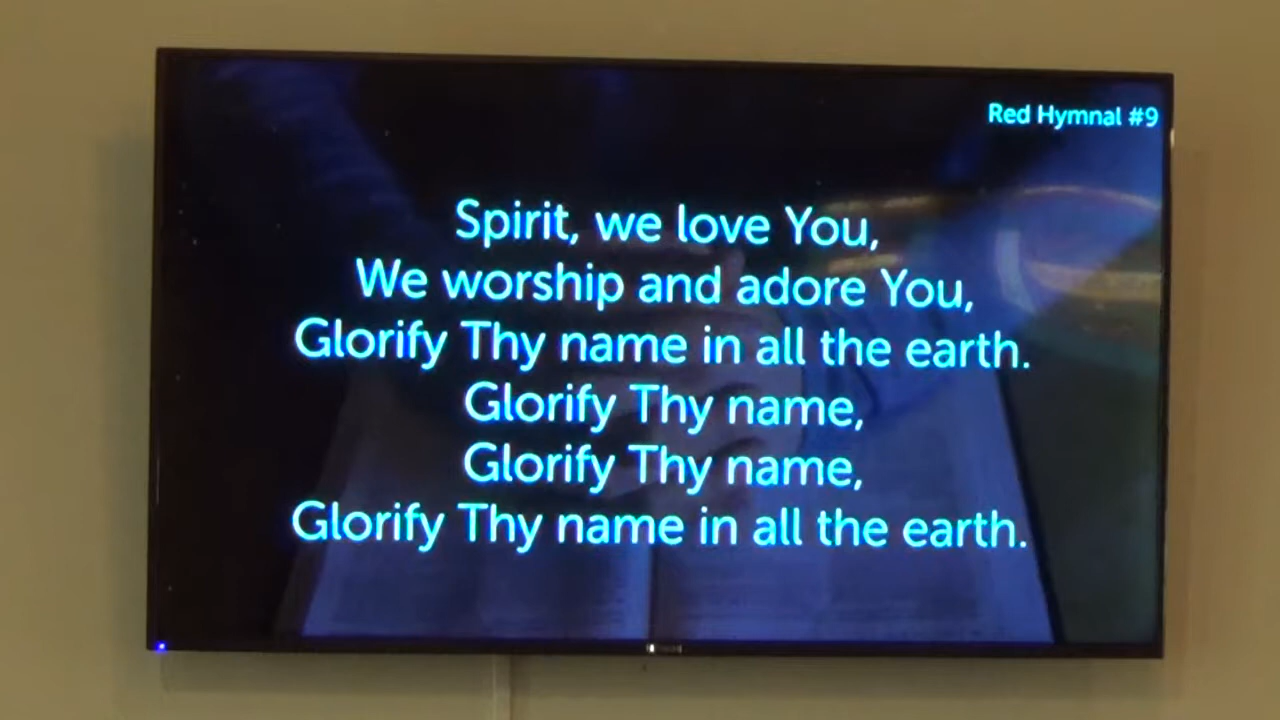 Red Hymnal #9
Spirit, we love You,
We worship and adore You,
Glorify Thy name in all the earth.
Glorify Thy name,
Glorify Thy name,
Glorify Thy name in all the earth.